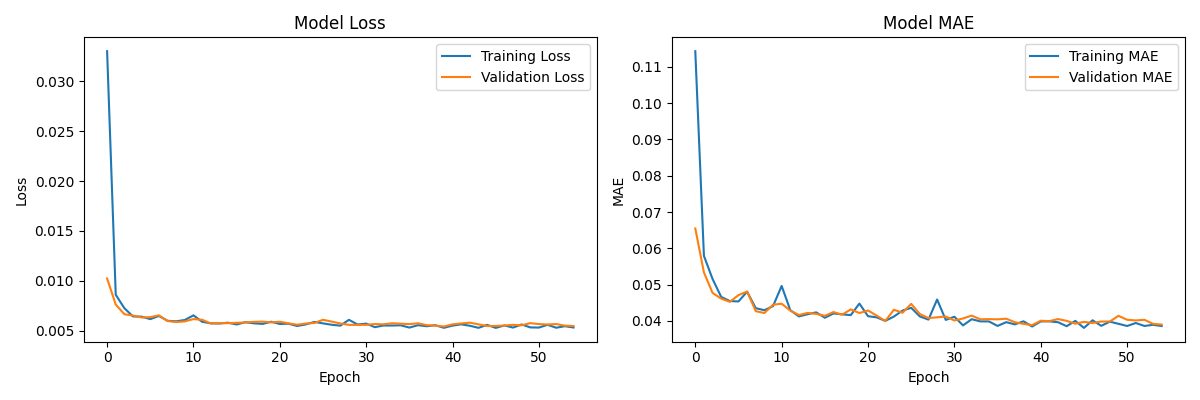 Model Loss
Training Loss
Validation Loss
0.030
0.025
0.020
0.015
0.010
0.005
Loss
0 10 20 30 40 50
Epoch
Model MAE
Training MAE
Validation MAE
0.11
0.10
0.09
0.08
0.07
0.06
0.05
0.04
MAE
0 10 20 30 40 50
Epoch